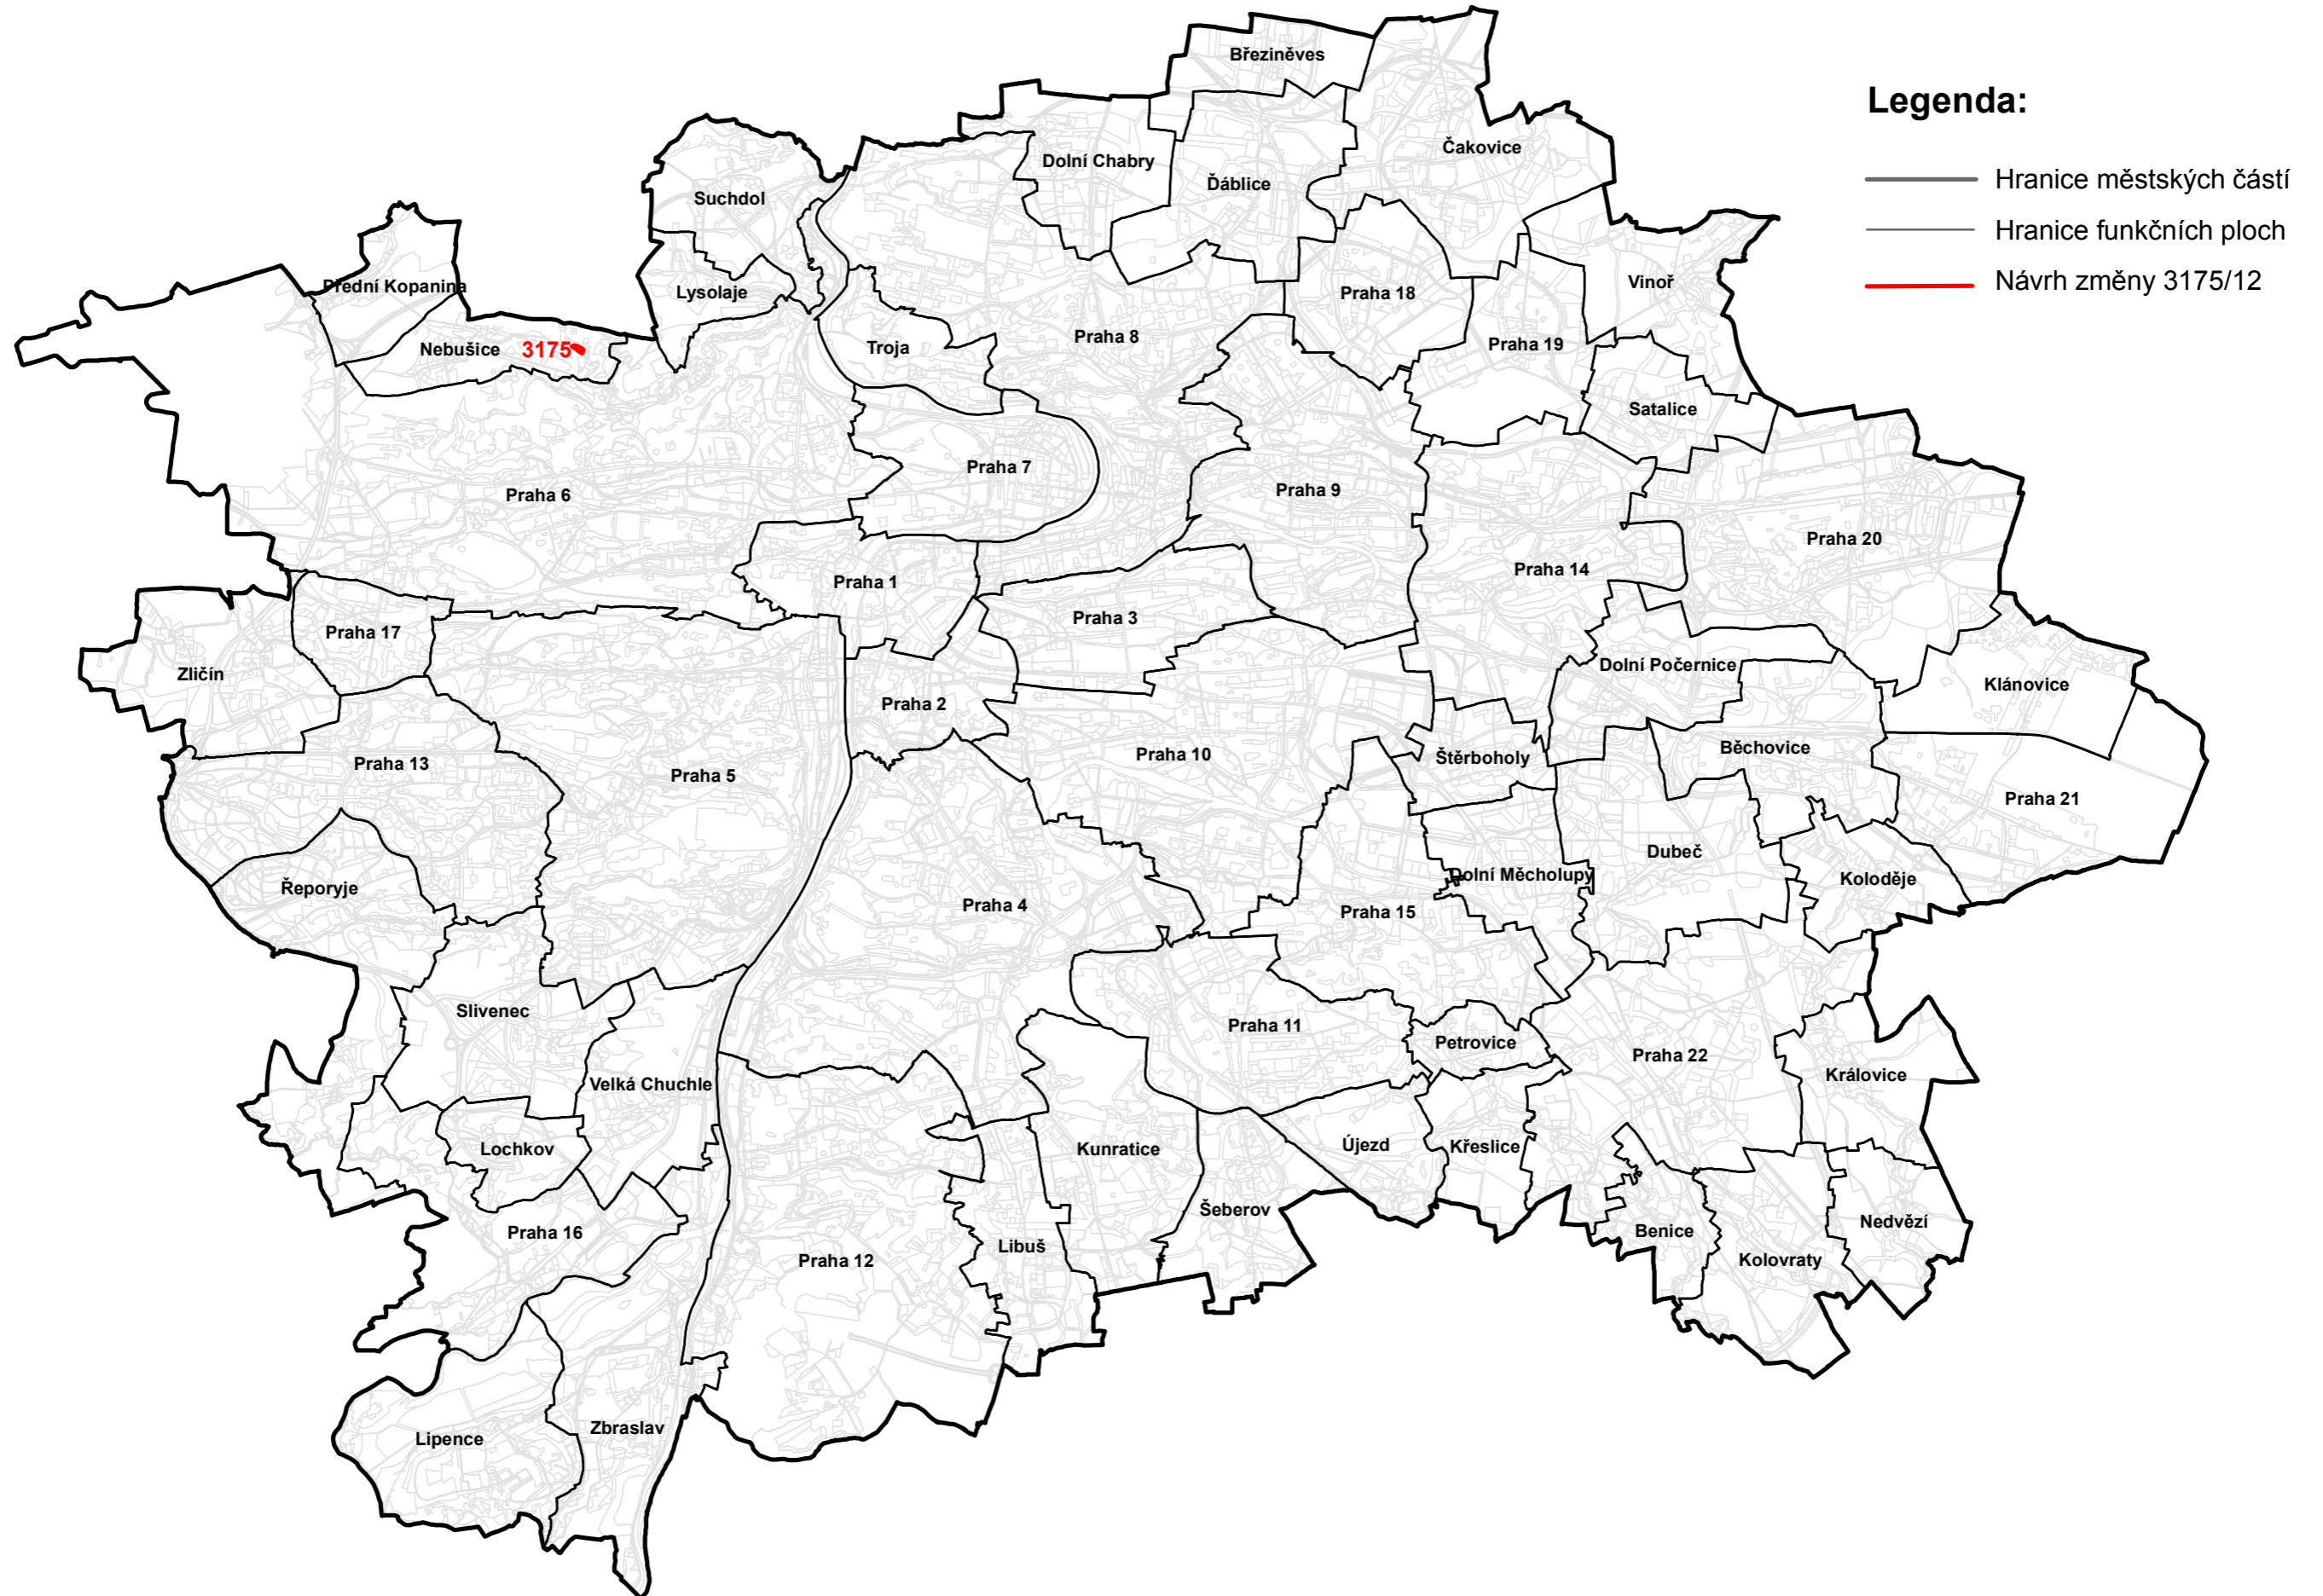 Březiněves
Legenda:
Čakovice
Dolní Chabry
Ďáblice
Hranice městských částí
Suchdol
Hranice funkčních ploch
Přední Kopanina
Lysolaje
Praha 18
Vinoř
Návrh změny 3175/12
Nebušice
3175
Troja
Praha 8
Praha 19
Satalice
Praha 7
Praha 6
Praha 9
Praha 20
Praha 1
Praha 14
Praha 3
Praha 17
Zličín
Dolní Počernice
Klánovice
Praha 2
Praha 13
Praha 5
Praha 10
Štěrboholy
Běchovice
Praha 21
Řeporyje
Praha 4
Praha 15
Dolní Měcholupy
Dubeč
Koloděje
Slivenec
Praha 11
Petrovice
Praha 22
Královice
Velká Chuchle
Lochkov
Kunratice
Újezd
Křeslice
Praha 16
Praha 12
Libuš
Šeberov
Benice
Kolovraty
Nedvězí
Lipence
Zbraslav